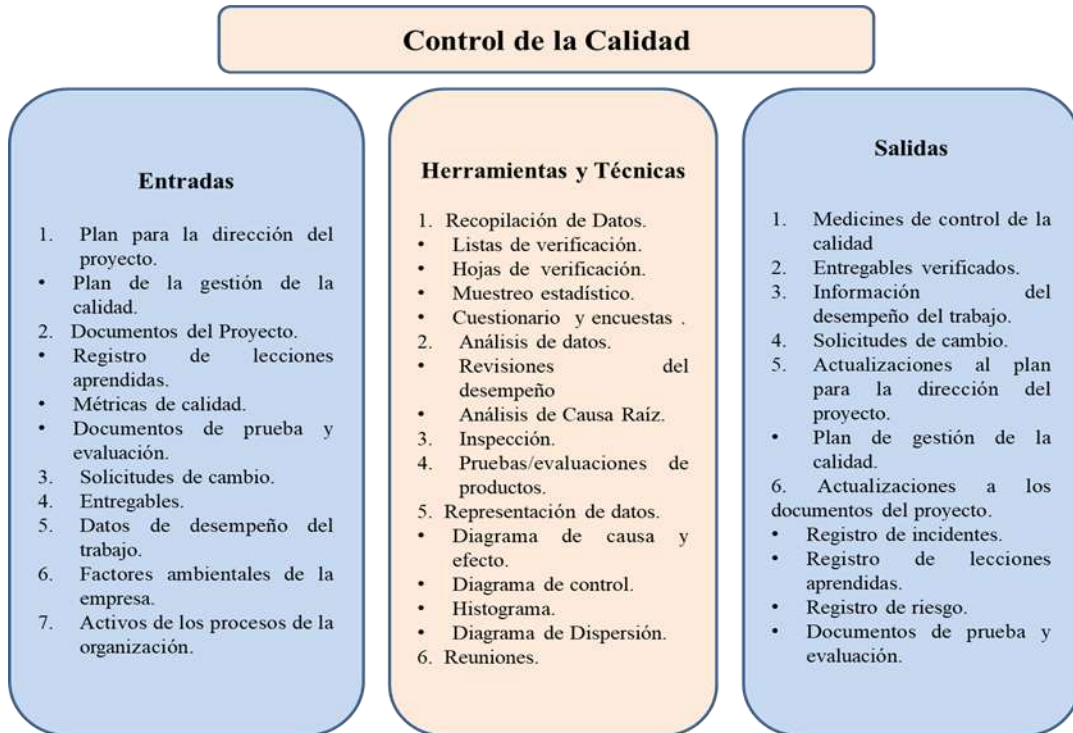 Control de la Calidad
Entradas
1. Plan para la dirección del
proyecto.
• Plan de la gestión de la
calidad.
2. Documentos del Proyecto.
• Registro de lecciones
aprendidas.
• Métricas de calidad.
• Documentos de prueba y
evaluación.
3. Solicitudes de cambio.
4. Entregables.
5. Datos de desempeño del
trabajo.
6. Factores ambientales de la
empresa.
7. Activos de los procesos de la
organización.
Herramientas y Técnicas
1. Recopilación de Datos.
• Listas de verificación.
• Hojas de verificación.
• Muestreo estadístico.
• Cuestionario y encuestas .
2. Análisis de datos.
• Revisiones del
desempeño
• Análisis de Causa Raíz.
3. Inspección.
4. Pruebas/evaluaciones de
productos.
5. Representación de datos.
• Diagrama de causa y
efecto.
• Diagrama de control.
• Histograma.
• Diagrama de Dispersión.
6. Reuniones.
Salidas
1. Medicines de control de la
calidad
2. Entregables verificados.
3. Información del
desempeño del trabajo.
4. Solicitudes de cambio.
5. Actualizaciones al plan
para la dirección del
proyecto.
• Plan de gestión de la
calidad.
6. Actualizaciones a los
documentos del proyecto.
• Registro de incidentes.
• Registro de lecciones
aprendidas.
• Registro de riesgo.
• Documentos de prueba y
evaluación.